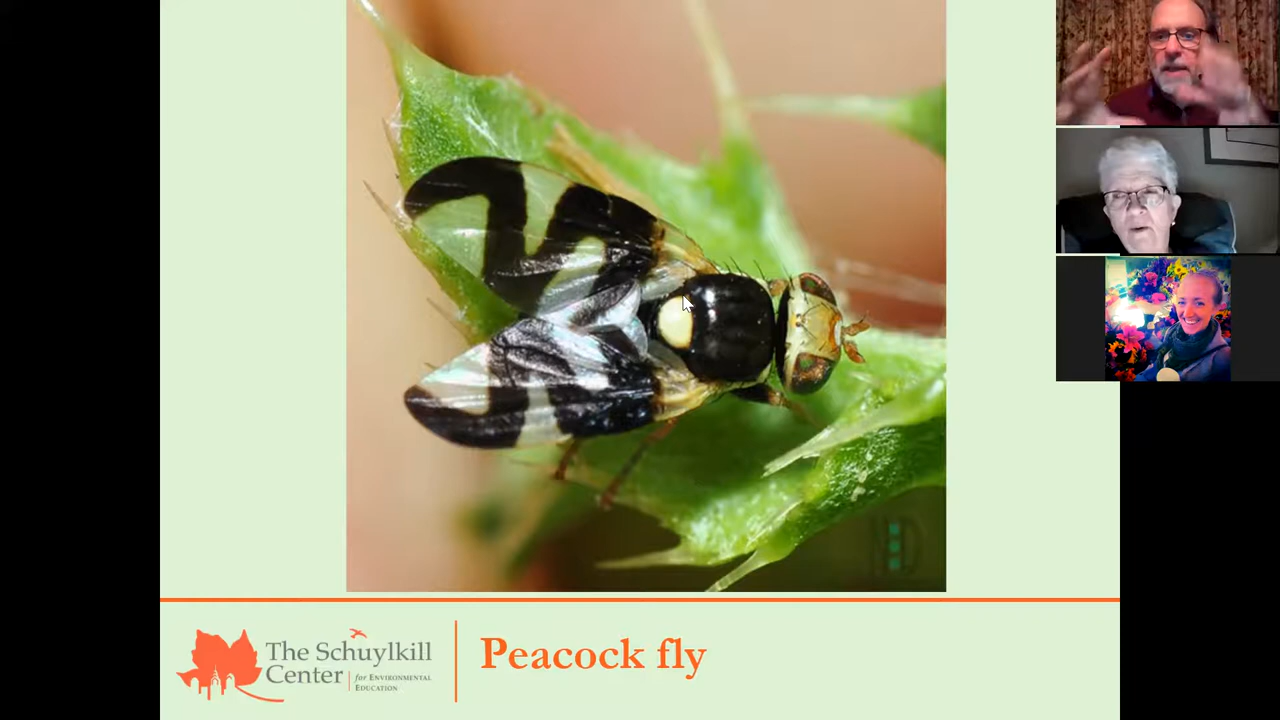 The Schuylkill
Center
for ENVIRONMENTAL
EDUCATION
Peacock fly